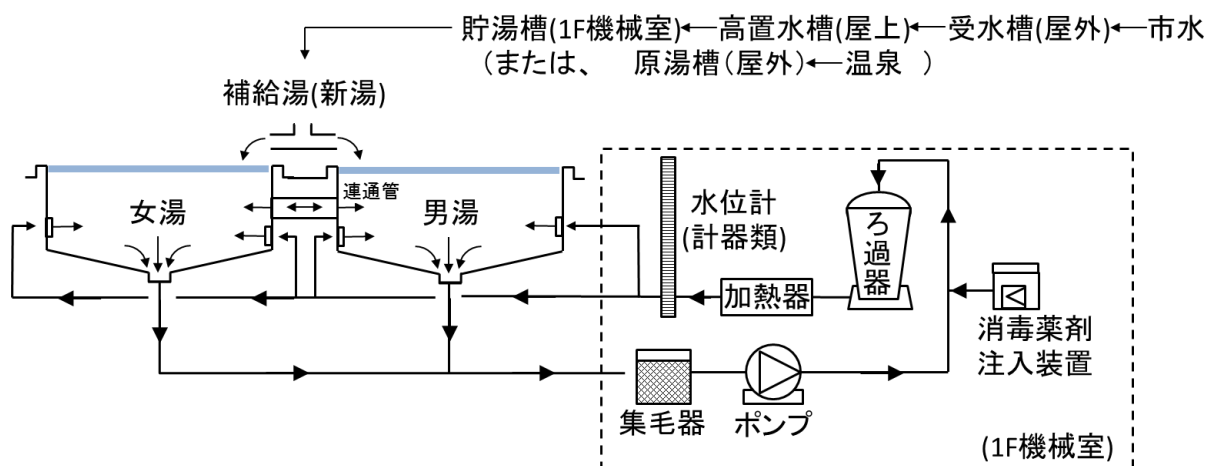 貯湯槽(1F機械室)←高置水槽(屋上)←受水槽(屋外)←市水
(または、 原湯槽(屋外)←温泉 )
補給湯(新湯)
連通管
女湯
男湯
水位計
(計器類)
ろ過器
加熱器
消毒薬剤
注入装置
集毛器
ポンプ
(1F機械室)